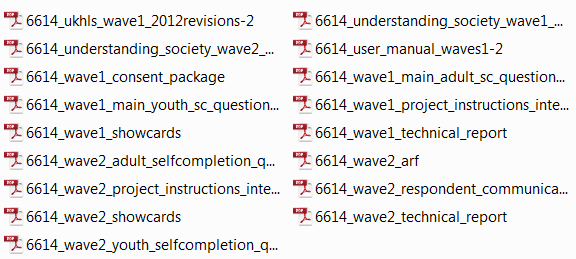 6614_ukhls_wave1_2012revisions-2
6614_understanding_society_wave1_...
6614_understanding_society_wave2_...
6614_user_manual_waves1-2
6614_wave1_consent_package
6614_wave1_main_adult_sc_question...
6614_wave1_main_youth_sc_question...
6614_wave1_project_instructions_inte...
6614_wave1_showcards
6614_wave1_technical_report
6614_wave2_adult_selfcompletion_q...
6614_wave2_arf
6614_wave2_project_instructions_inte...
6614_wave2_respondent_communica...
6614_wave2_showcards
6614_wave2_technical_report
6614_wave2_youth_selfcompletion_q...